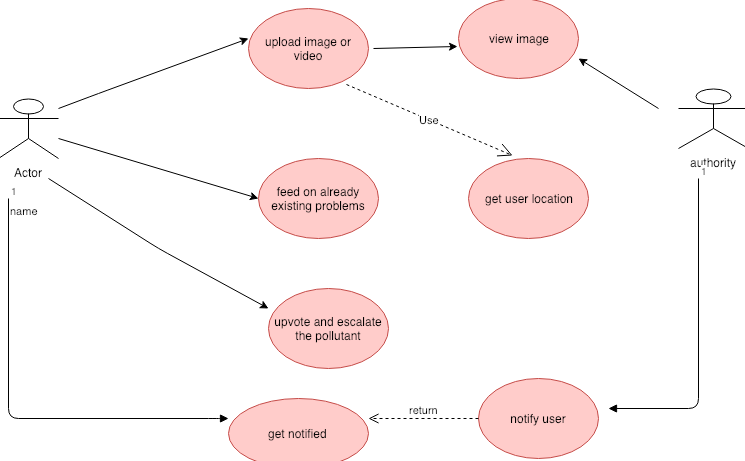 upload image or
video
view image
Use
Actor
1
name
authority
1
feed on already
existing problems
get user location
upvote and escalate
the pollutant
return
notify user
get notified